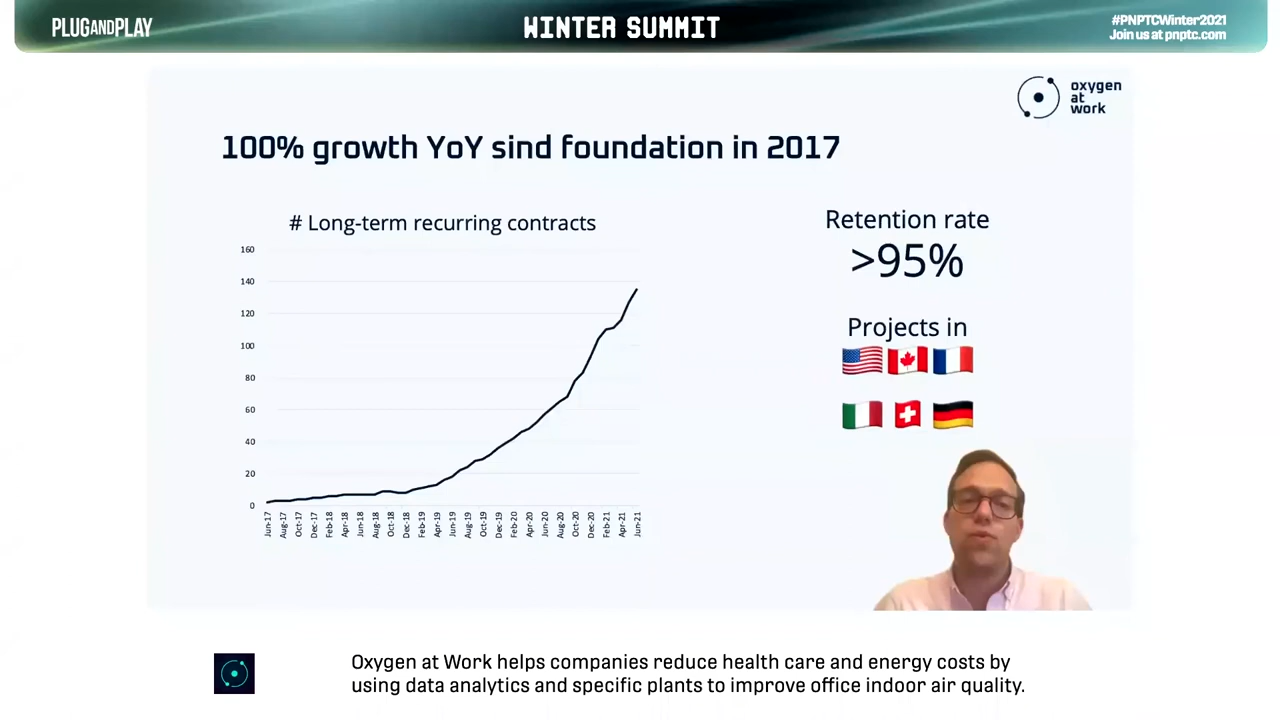 PLUGANDPLAY
WINTER SUMMIT
#PNPTCWinter2021
Join us at pnptc.com
oxygen
at
work
100% growth YoY sind foundation in 2017
# Long-term recurring contracts
160
140
120
100
80
60
40
20
0
Jun-17
Aug-17
Oct-17
Dec-17
Feb-18
Apr-18
Jun-18
Aug-18
Oct-18
Dec-18
Feb-19
Apr-19
Jun-19
Aug-19
Oct-19
Dec-19
Feb-20
Apr-20
Jun-20
Aug-20
Oct-20
Dec-20
Feb-21
Apr-21
Jun-21
Retention rate
>95%
Projects in
Oxygen at Work helps companies reduce health care and energy costs by
using data analytics and specific plants to improve office indoor air quality.